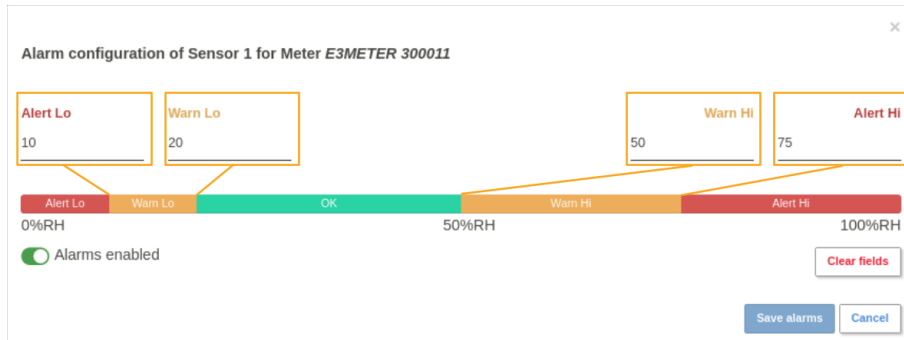 ×
Alarm configuration of Sensor 1 for Meter E3METER 300011
Alert Lo
10
Warn Lo
20
Warn Hi
50
Alert Hi
75
Alert Lo Warn Lo OK Warn Hi Alert Hi
0%RH 50%RH 100%RH
Alarms enabled
Clear fields
Save alarms Cancel